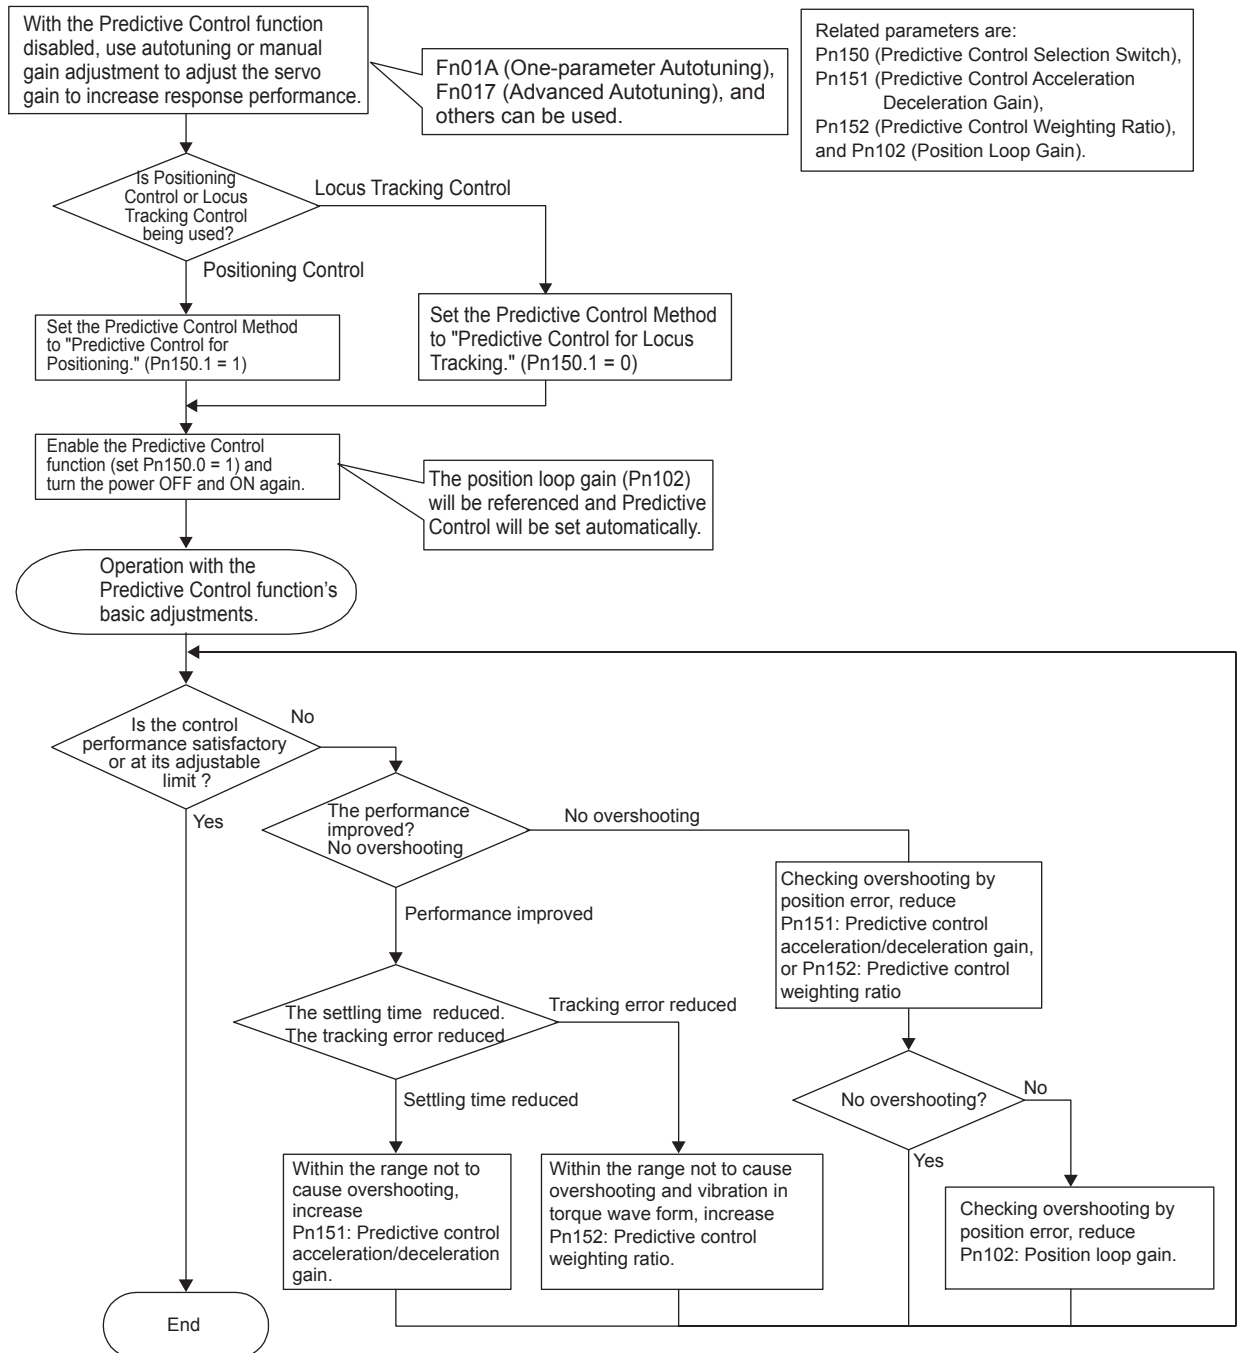 With the Predictive Control function
disabled, use autotuning or manual
gain adjustment to adjust the servo
gain to increase response performance.
Fn01A (One-parameter Autotuning),
Fn017 (Advanced Autotuning), and
others can be used.
Related parameters are:
Pn150 (Predictive Control Selection Switch),
Pn151 (Predictive Control Acceleration
Deceleration Gain),
Pn152 (Predictive Control Weighting Ratio),
and Pn102 (Position Loop Gain).
Is Positioning
Control or Locus
Tracking Control
being used?
Locus Tracking Control
Positioning Control
Set the Predictive Control Method
to "Predictive Control for
Positioning." (Pn150.1 = 1)
Set the Predictive Control Method
to "Predictive Control for Locus
Tracking." (Pn150.1 = 0)
Enable the Predictive Control
function (set Pn150.0 = 1) and
turn the power OFF and ON again.
The position loop gain (Pn102)
will be referenced and Predictive
Control will be set automatically.
Operation with the
Predictive Control function's
basic adjustments.
Is the control
performance satisfactory
or at its adjustable
limit ?
No
Yes
The performance
improved?
No overshooting
No overshooting
Performance improved
Checking overshooting by
position error, reduce
Pn151: Predictive control
acceleration/deceleration gain,
or Pn152: Predictive control
weighting ratio
The settling time reduced.
The tracking error reduced
Tracking error reduced
Settling time reduced
No overshooting?
No
Yes
Within the range not to
cause overshooting,
increase
Pn151: Predictive control
acceleration/deceleration
gain.
Within the range not to cause
overshooting and vibration in
torque wave form, increase
Pn152: Predictive control
weighting ratio.
Checking overshooting by
position error, reduce
Pn102: Position loop gain.
End